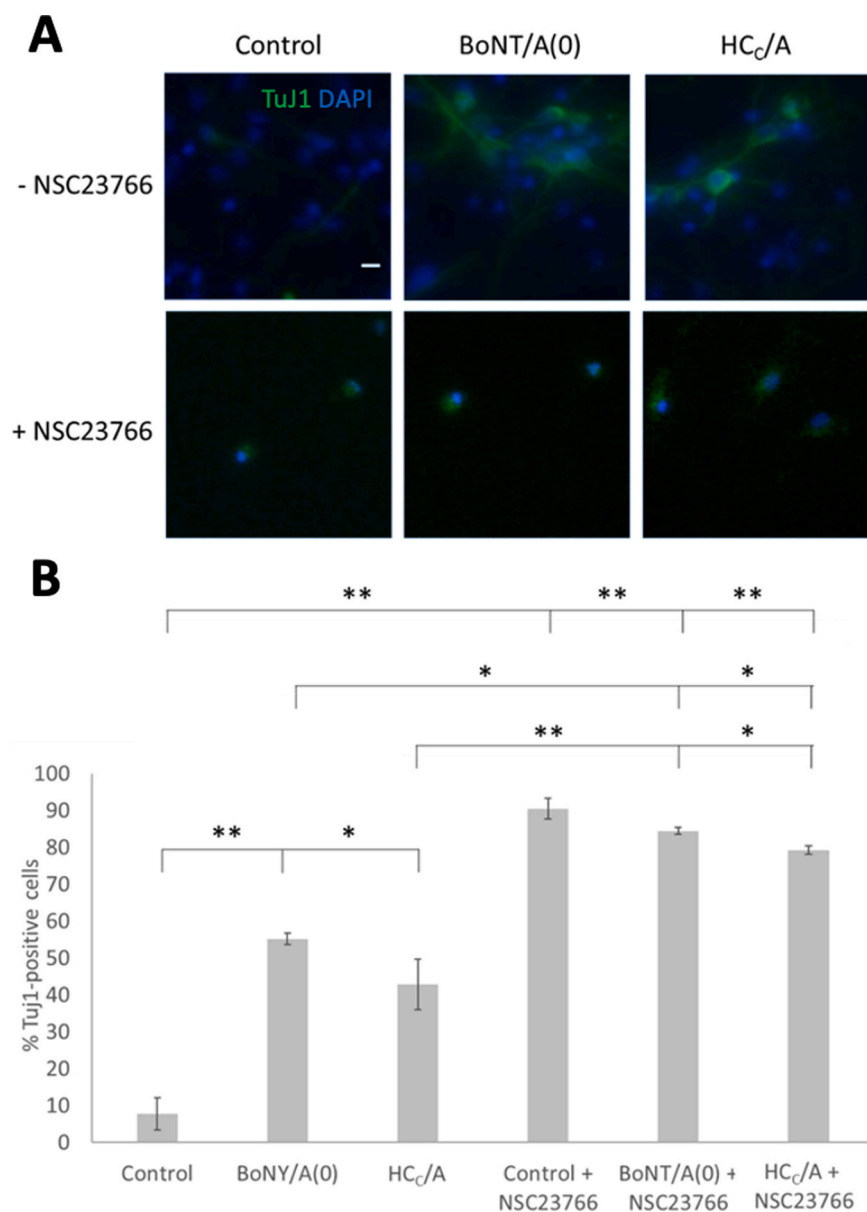 A
Control BoNT/A(0) HCC/A
TuJ1 DAPI
- NSC23766
+ NSC23766
B
** ** **
* *
** *
** *
% Tuj1-positive cells
100
90
80
70
60
50
40
30
20
10
0
Control BoNY/A(0) HCC/A Control + BoNT/A(0) + HCC/A +
NSC23766 NSC23766 NSC23766